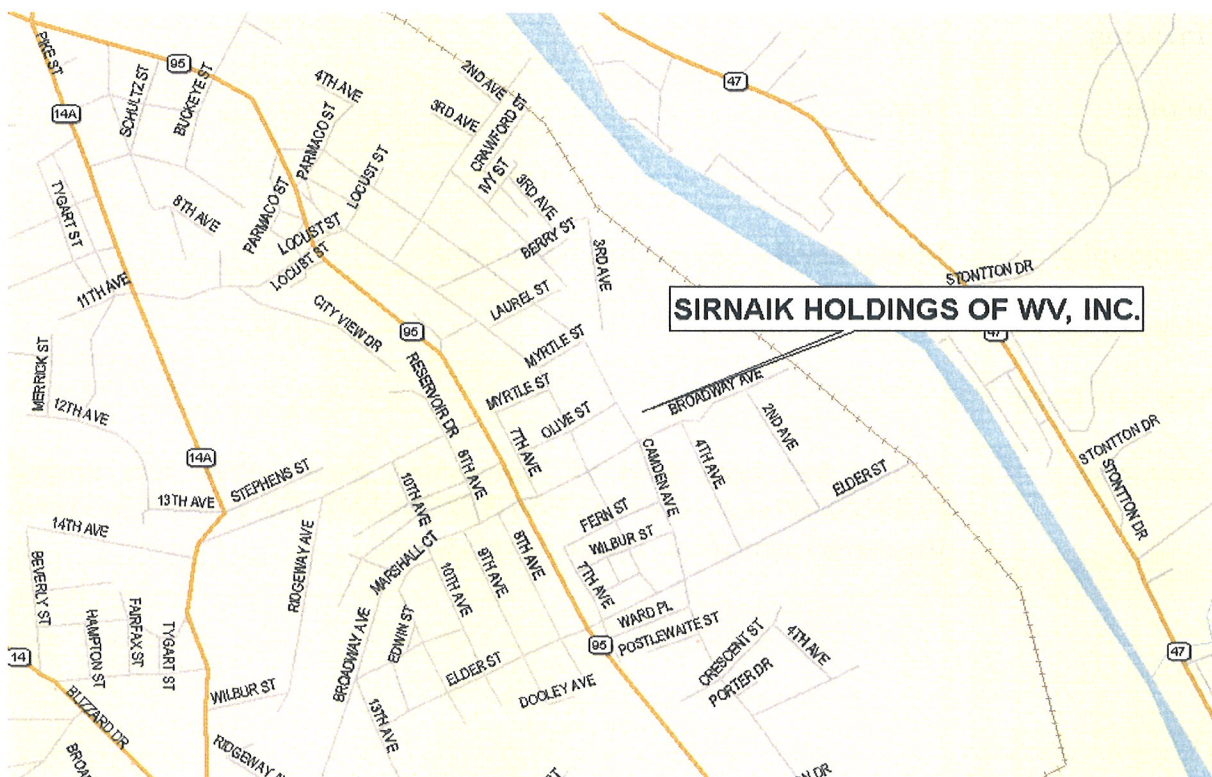 PIKE ST
95
14A
SCHULTZ ST
BUCKEYE ST
4TH AVE
PARMACO ST
2ND AVE
3RD AVE
CRAWFORD ST
IVY ST
3RD AVE
47
TYGART ST
8TH AVE
PARMACO ST
LOCUST ST
LOCUST ST
LOCUST ST
BERRY ST
3RD AVE
11TH AVE
CITY VIEW DR
LAUREL ST
STONTTON DR
SIRNAIK HOLDINGS OF WV, INC.
47
95
MERRICK ST
RESERVOIR DR
MYRTLE ST
MYRTLE ST
12TH AVE
OLIVE ST
7TH AVE
BROADWAY AVE
2ND AVE
4TH AVE
CAMDEN AVE
STONTTON DR
STONTTON DR
14A
STEPHENS ST
8TH AVE
10TH AVE
ELDER ST
13TH AVE
14TH AVE
RIDGEWAY AVE
FERN ST
WILBUR ST
MARSHALL CT
8TH AVE
9TH AVE
10TH AVE
7TH AVE
BEVERLY ST
HAMPTON ST
FAIRFAX ST
TYGART ST
BROADWAY AVE
EDWIN ST
WARD PL
POSTLEWAITE ST
95
CRESCENT ST
4TH AVE
PORTER DR
47
14
ELDER ST
WILBUR ST
DOOLEY AVE
BLIZZARD DR
13TH AVE
RIDGEWAY
ST
DR